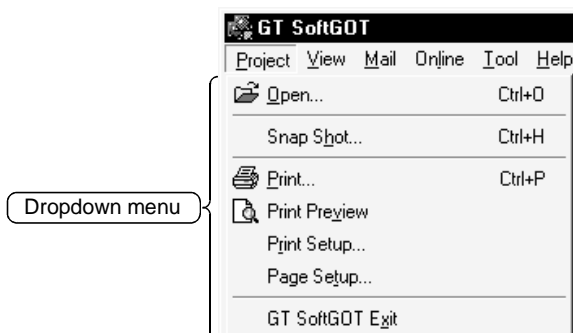 GT SoftGOT
Project View Mail Online Tool Help
Open... Ctrl+O
Snap Shot... Ctrl+H
Print... Ctrl+P
Dropdown menu
Print Preview
Print Setup...
Page Setup...
GT SoftGOT Exit